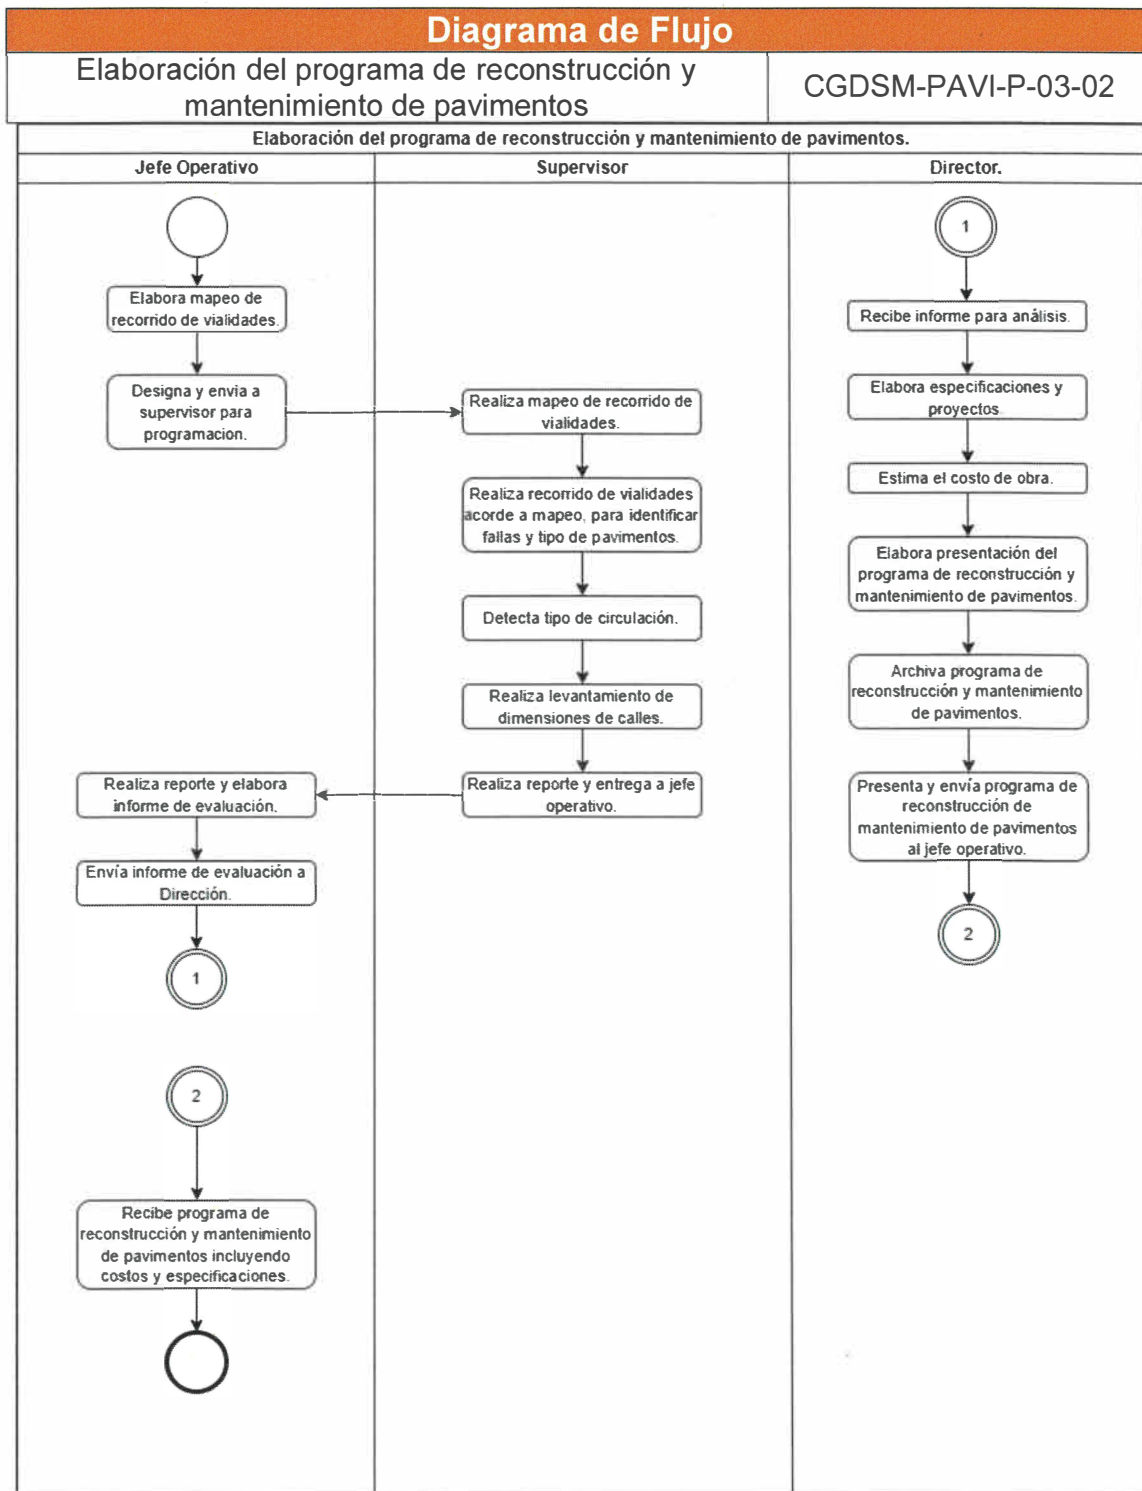 Diagrama de Flujo
Elaboración del programa de reconstrucción y
mantenimiento de pavimentos
CGDSM-PAVI-P-03-02
Elaboración del programa de reconstrucción y mantenimiento de pavimentos.
Jefe Operativo
Supervisor
Director.
Elabora mapeo de
recorrido de vialidades.
Designa y envia a
supervisor para
programacion.
Realiza mapeo de recorrido de
vialidades.
Realiza recorrido de vialidades
acorde a mapeo, para identificar
fallas y tipo de pavimentos.
Detecta tipo de circulación.
Realiza levantamiento de
dimensiones de calles.
Realiza reporte y entrega a jefe
operativo.
Realiza reporte y elabora
informe de evaluación.
Envía informe de evaluación a
Dirección.
1
1
Recibe informe para análisis.
Elabora especificaciones y
proyectos.
Estima el costo de obra.
Elabora presentación del
programa de reconstrucción y
mantenimiento de pavimentos.
Archiva programa de
reconstrucción y mantenimiento
de pavimentos.
Presenta y envía programa de
reconstrucción de
mantenimiento de pavimentos
al jefe operativo.
2
2
Recibe programa de
reconstrucción y mantenimiento
de pavimentos incluyendo
costos y especificaciones.